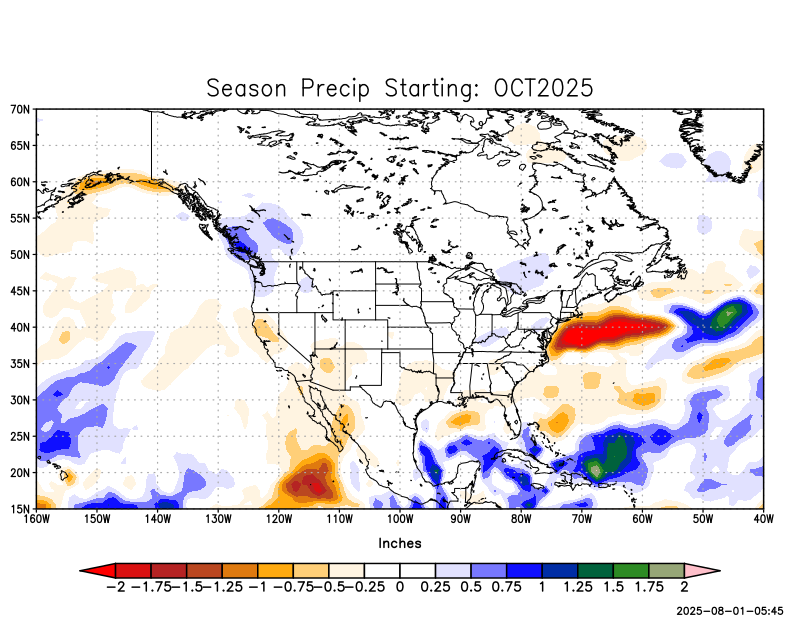 Season Precip Starting: OCT2025
70N
65N
60N
55N
50N
45N
40N
35N
30N
25N
20N
15N
160W 150W 140W 130W 120W 110W 100W 90W 80W 70W 60W 50W 40W
Inches
-2 -1.75 -1.5 -1.25 -1 -0.75 -0.5 -0.25 0 0.25 0.5 0.75 1 1.25 1.5 1.75 2
2025-08-01-05:45